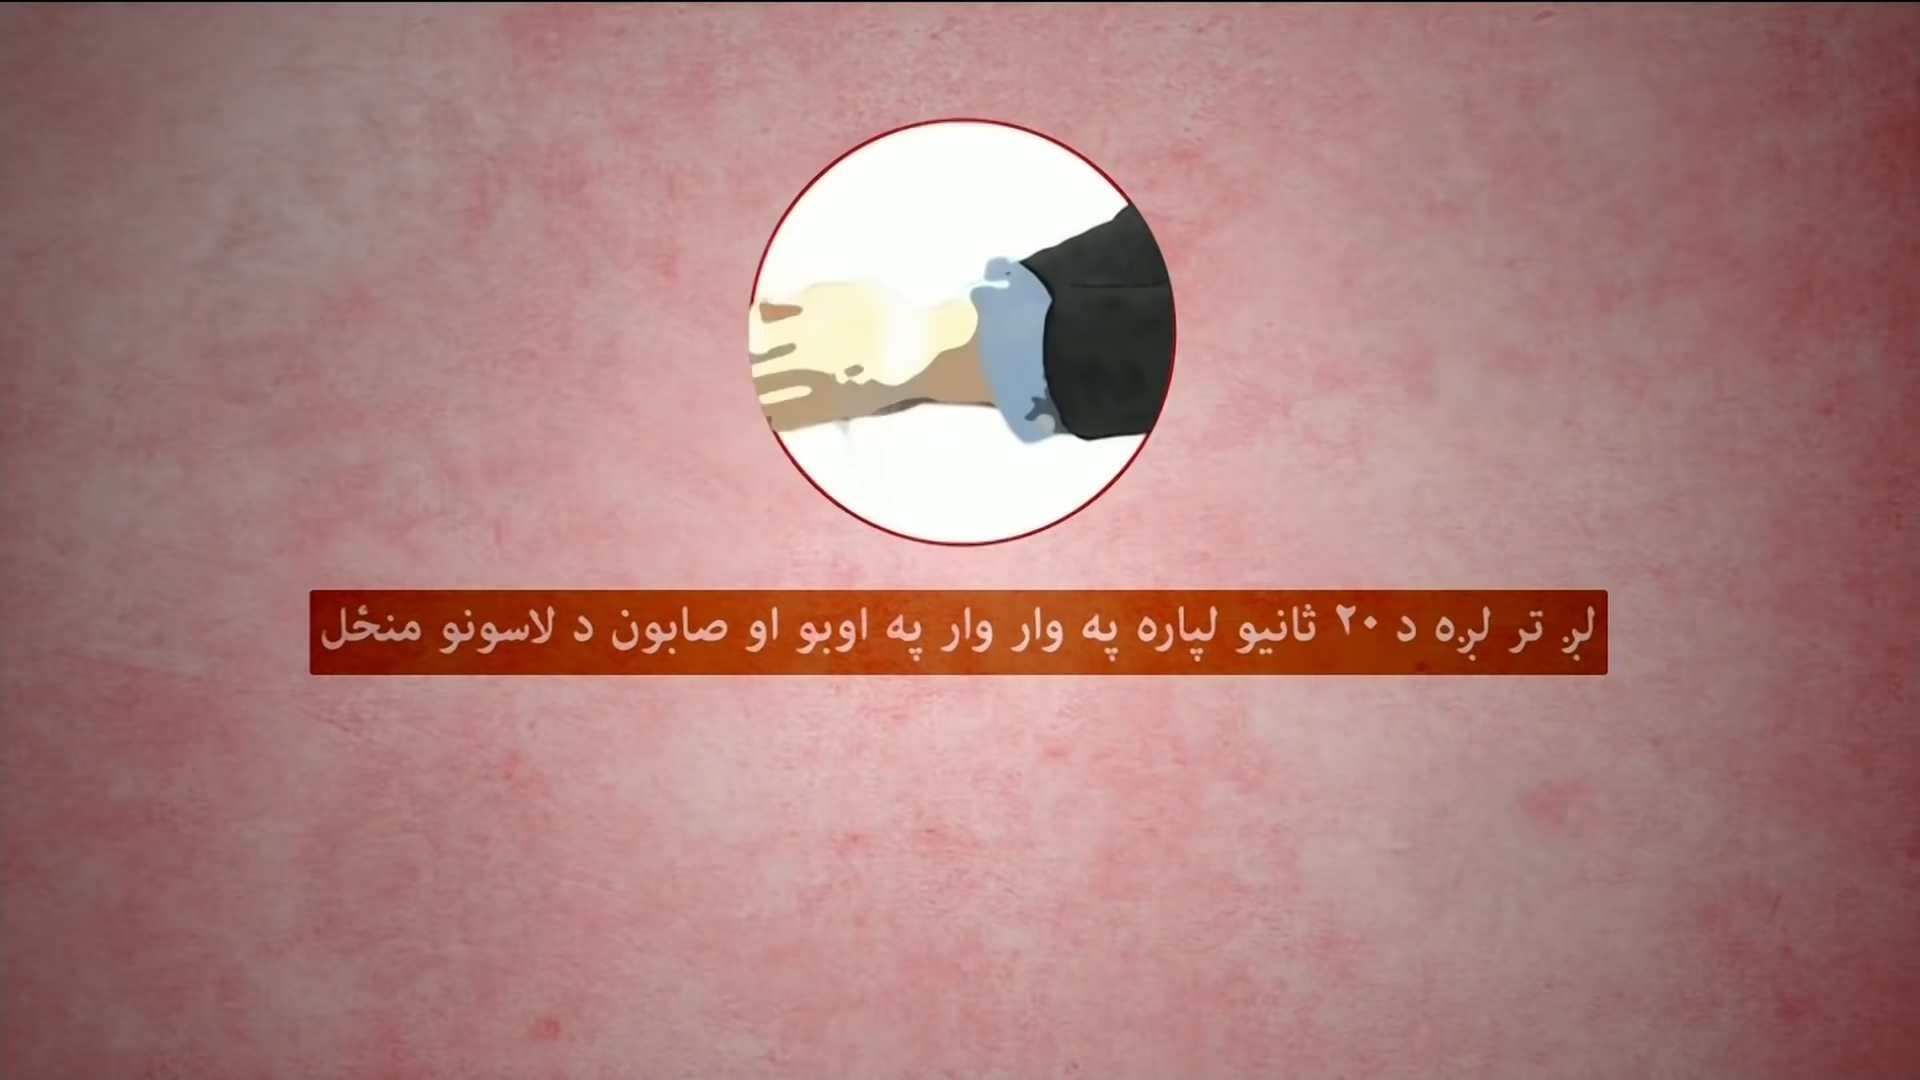 لږ تر لږه د ۲۰ ثانیو لپاره په وار وار په اوبو او صابون د لاسونو منځل